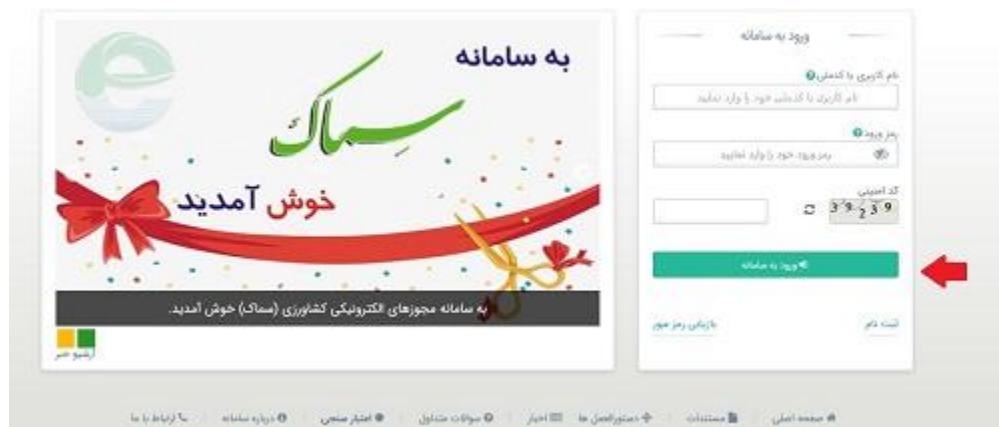 ورود به سامانه
نام کاربری یا کدملی
نام کاربری یا کدملی خود را وارد نمایید
رمز ورود
رمز ورود خود را وارد نمایید
کد امنیتی
39239
ورود به سامانه
ثبت نام
بازیابی رمز عبور
به سامانه
سماک
خوش آمدید
به سامانه مجوزهای الکترونیکی کشاورزی (سماک) خوش آمدید.
آرشیو خبر
صفحه اصلی مستندات دستورالعمل ها اخبار سوالات متداول اعتبار سنجی درباره سامانه ارتباط با ما